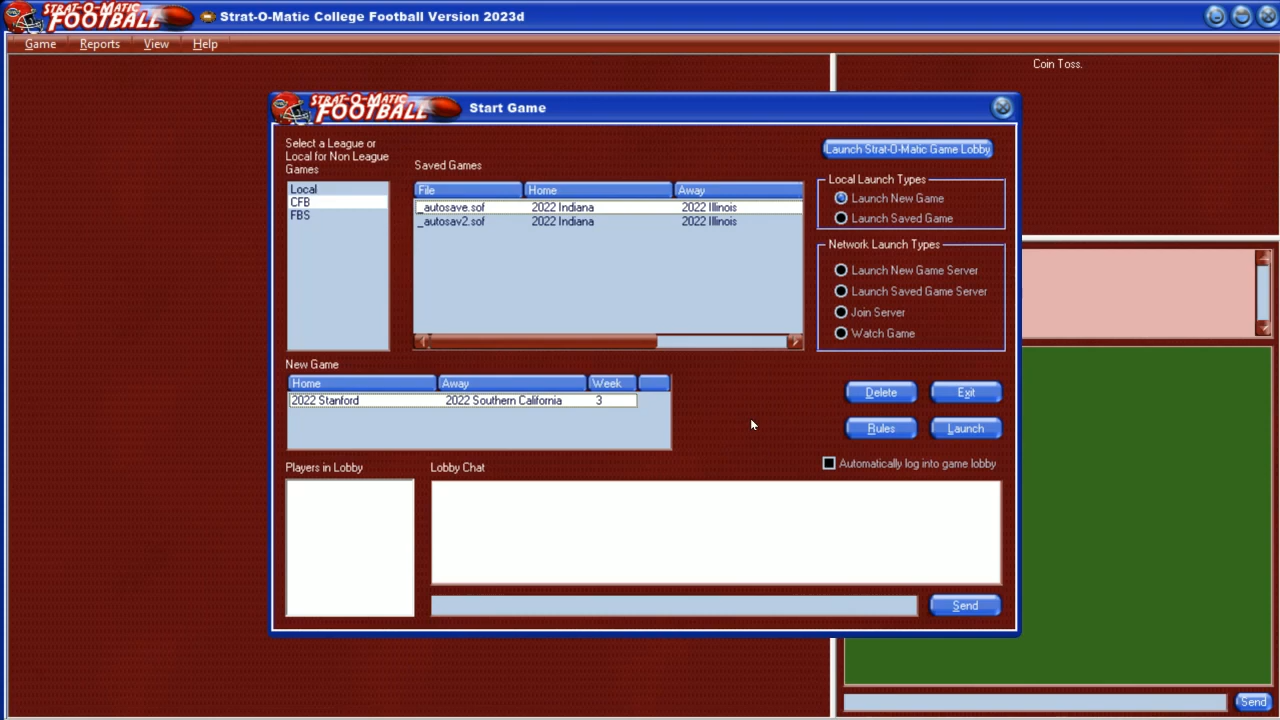 STRAT-O-MATIC
FOOTBALL
Strat-O-Matic College Football Version 2023d
Game Reports View Help
Coin Toss.
STRAT-O-MATIC
FOOTBALL
Start Game
Select a League or
Local for Non League
Games
Saved Games
Launch Strat-O-Matic Game Lobby
Local
CFB
FBS
File Home Away
_autosave.sof 2022 Indiana 2022 Illinois
_autosav2.sof 2022 Indiana 2022 Illinois
Local Launch Types
Launch New Game
Launch Saved Game
Network Launch Types
Launch New Game Server
Launch Saved Game Server
Join Server
Watch Game
New Game
Home Away Week
2022 Stanford 2022 Southern California 3
Delete Exit
Rules Launch
Automatically log into game lobby
Players in Lobby
Lobby Chat
Send
Send